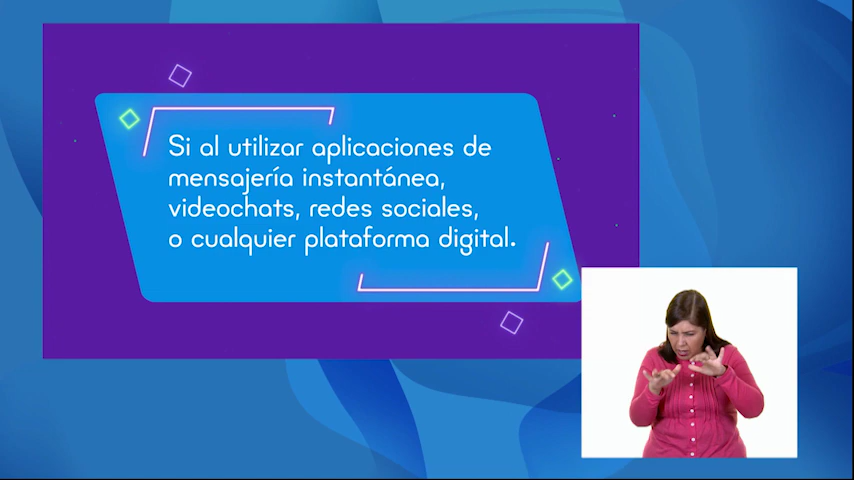 Si al utilizar aplicaciones de
mensajería instantánea,
videochats, redes sociales,
o cualquier plataforma digital.